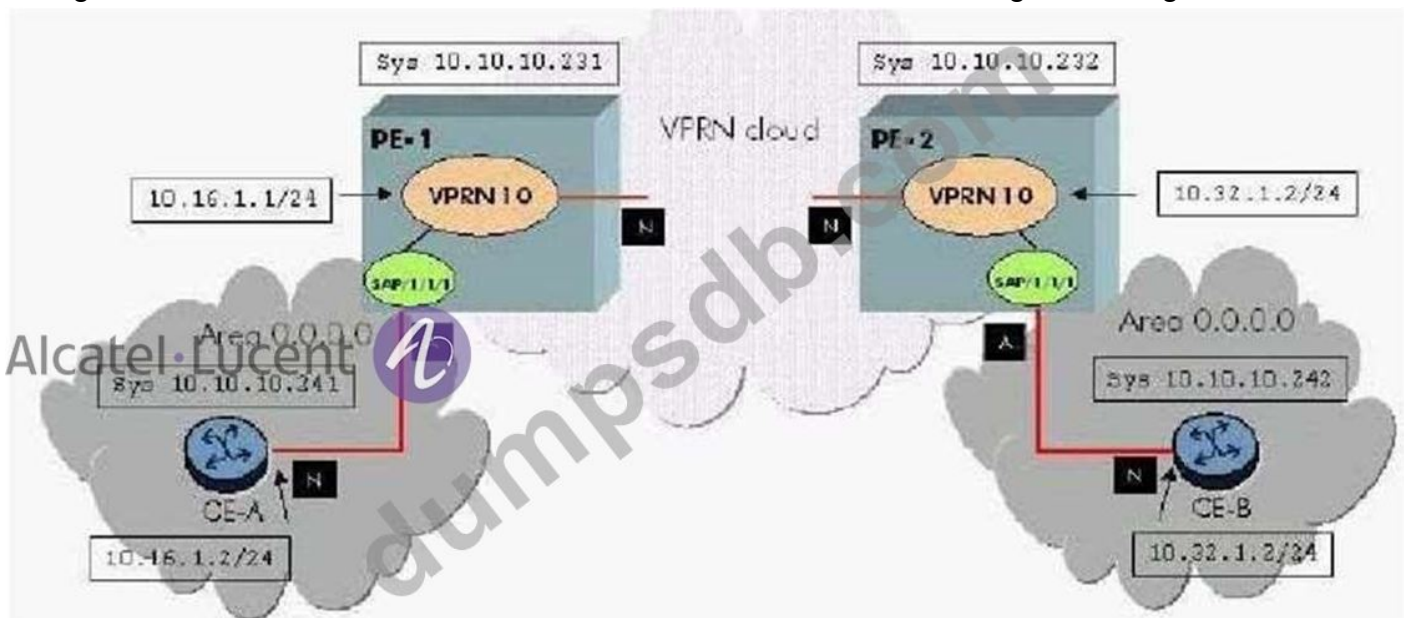 Sys 10.10.10.231
Sys 10.10.10.232
VPRN cloud
PE-1
PE-2
10.16.1.1/24
VPRN 10
VPRN 10
10.32.1.2/24
N
N
SAP/1/1/1
SAP/1/1/1
Area 0.0.0.0
Area 0.0.0.0
A
Alcatel·Lucent
Sys 10.10.10.241
Sys 10.10.10.242
N
N
CE-A
CE-B
10.16.1.2/24
10.32.1.2/24
dumpsdb.com